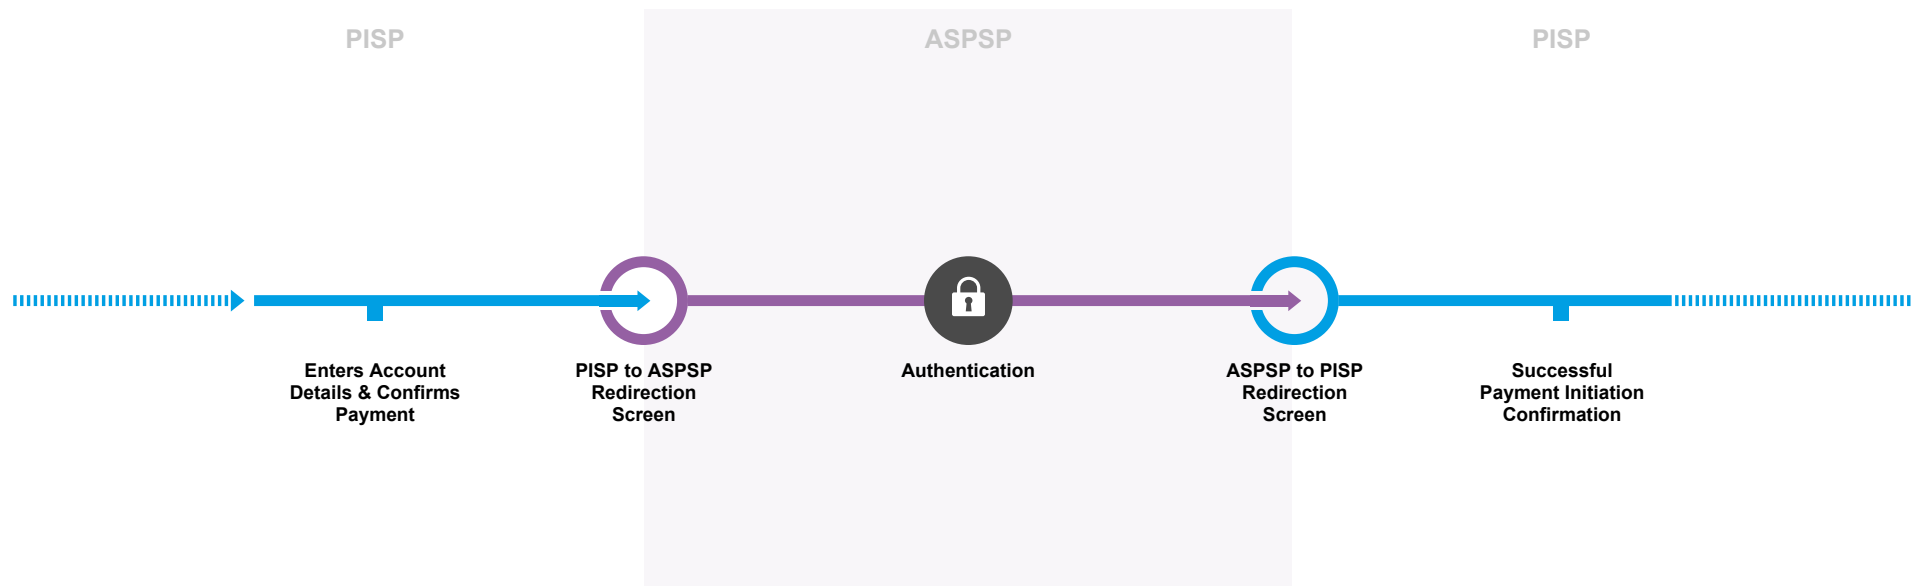 PISP
ASPSP
PISP
Enters Account
Details & Confirms
Payment
PISP to ASPSP
Redirection
Screen
Authentication
ASPSP to PISP
Redirection
Screen
Successful
Payment Initiation
Confirmation